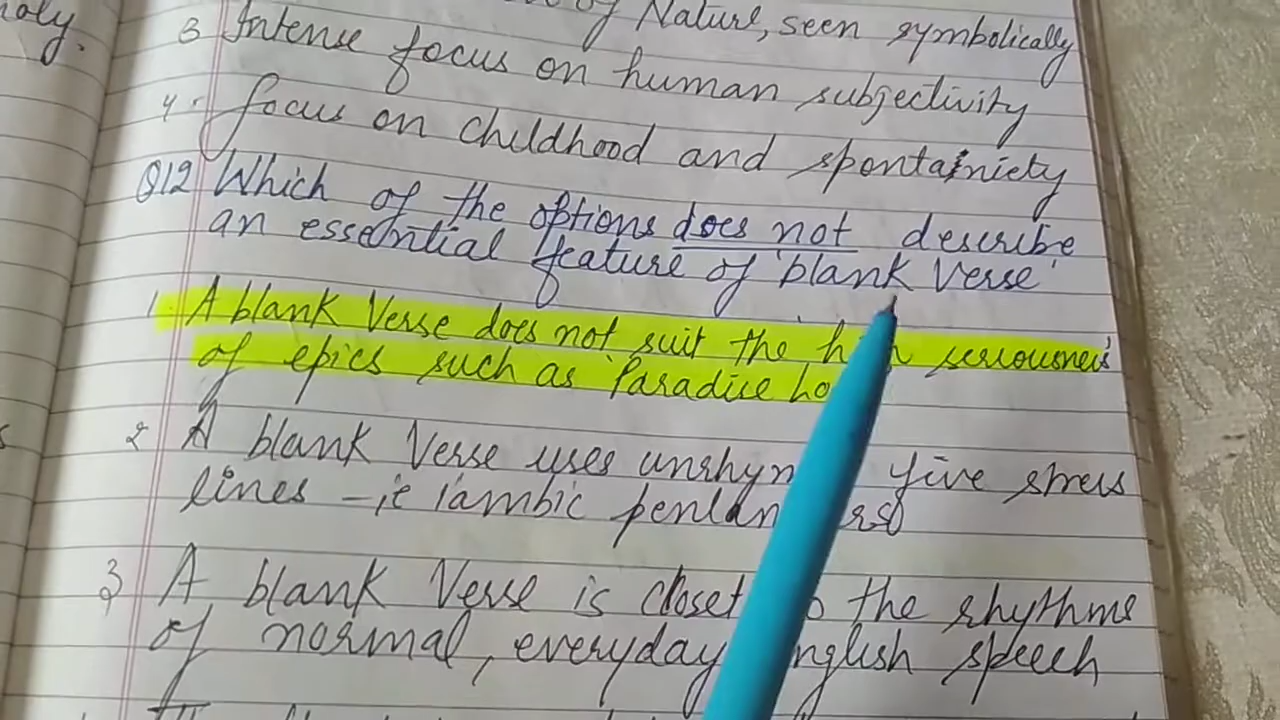 holy.
of Nature, seen symbolically
3 Intense focus on human subjectivity
4. focus on childhood and spontainiety
Q12 Which of the options does not describe
an essential feature of 'blank Verse'
1. A blank Verse does not suit the seriousness
of epics such as Paradise
2 A blank Verse uses five stress
lines - ie iambic
3 A blank Verse is closet the rhythms
of normal, everyday speech